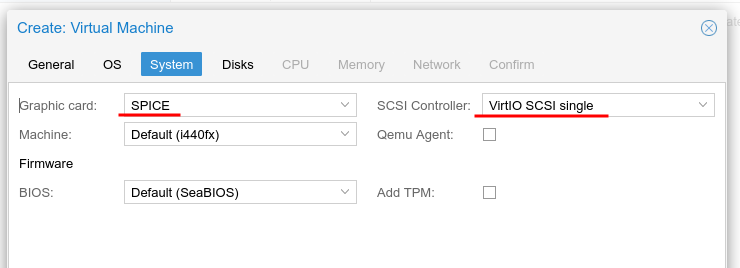 Create: Virtual Machine
General OS System Disks CPU Memory Network Confirm
Graphic card: SPICE SCSI Controller: VirtIO SCSI single
Machine: Default (i440fx) Qemu Agent:
Firmware
BIOS: Default (SeaBIOS) Add TPM: